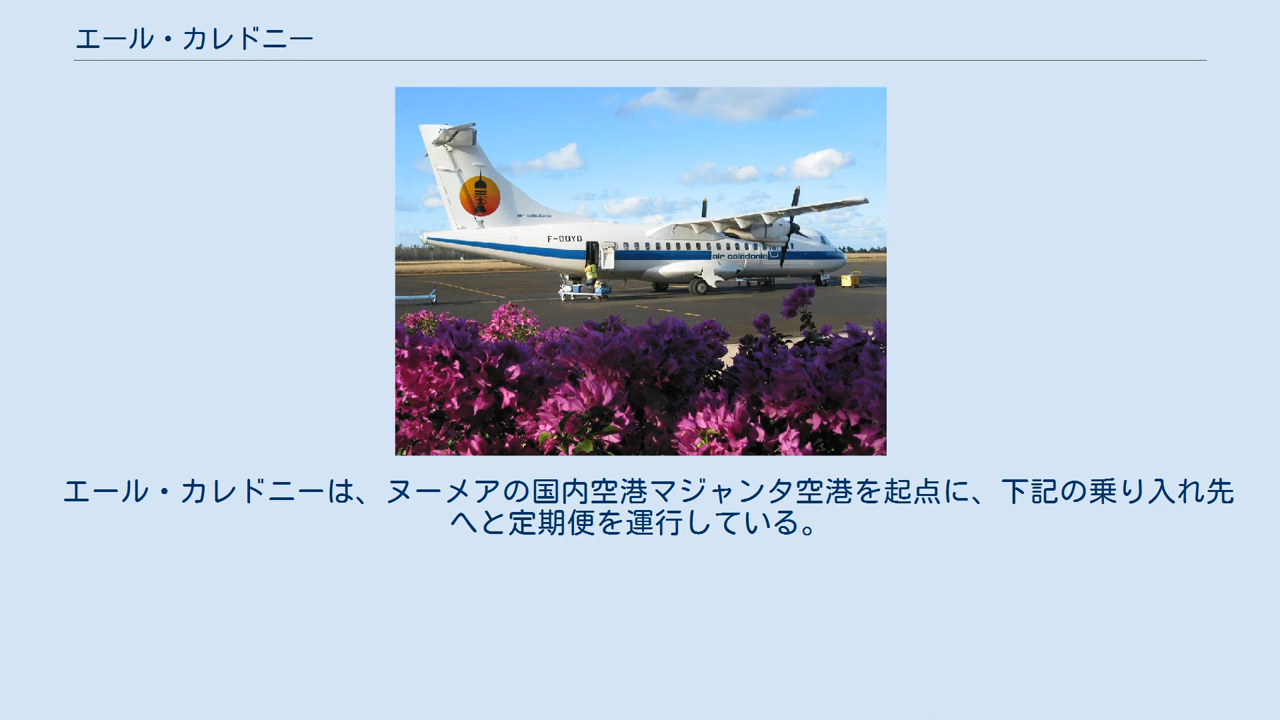 エール・カレドニー
air calédonie
F-OQYD
air calédonie
エール・カレドニーは、ヌーメアの国内空港マジャンタ空港を起点に、下記の乗り入れ先
へと定期便を運行している。